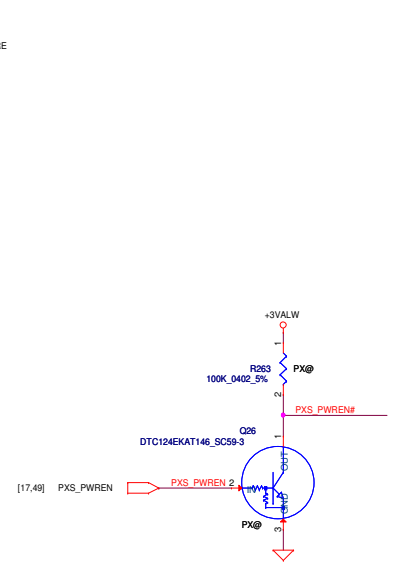 E
+3VALW
1
R263
PX@
100K_0402_5%
2
PXS_PWREN#
Q26
1
DTC124EKAT146_SC59-3
OUT
[17,49] PXS_PWREN
PXS_PWREN 2
IN
GND
PX@
3